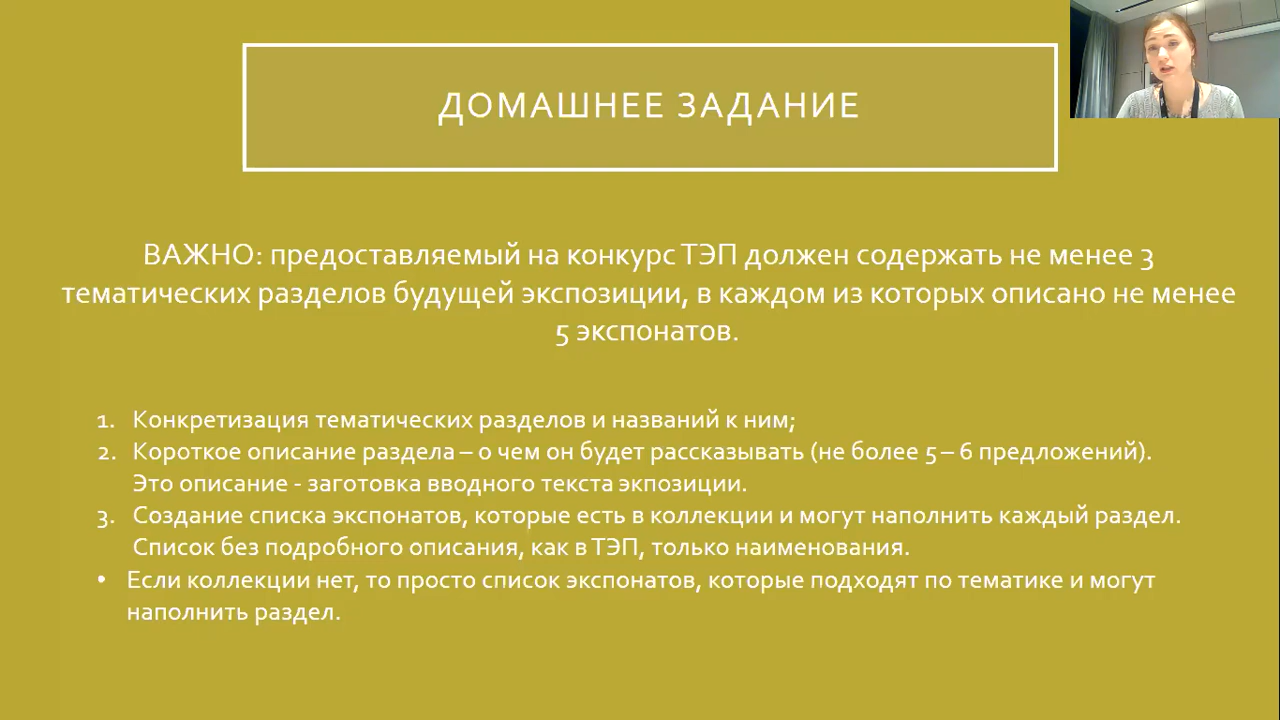 ДОМАШНЕЕ ЗАДАНИЕ
ВАЖНО: предоставляемый на конкурс ТЭП должен содержать не менее 3
тематических разделов будущей экспозиции, в каждом из которых описано не менее
5 экспонатов.
1. Конкретизация тематических разделов и названий к ним;
2. Короткое описание раздела – о чем он будет рассказывать (не более 5 – 6 предложений).
Это описание - заготовка вводного текста экпозиции.
3. Создание списка экспонатов, которые есть в коллекции и могут наполнить каждый раздел.
Список без подробного описания, как в ТЭП, только наименования.
• Если коллекции нет, то просто список экспонатов, которые подходят по тематике и могут
наполнить раздел.